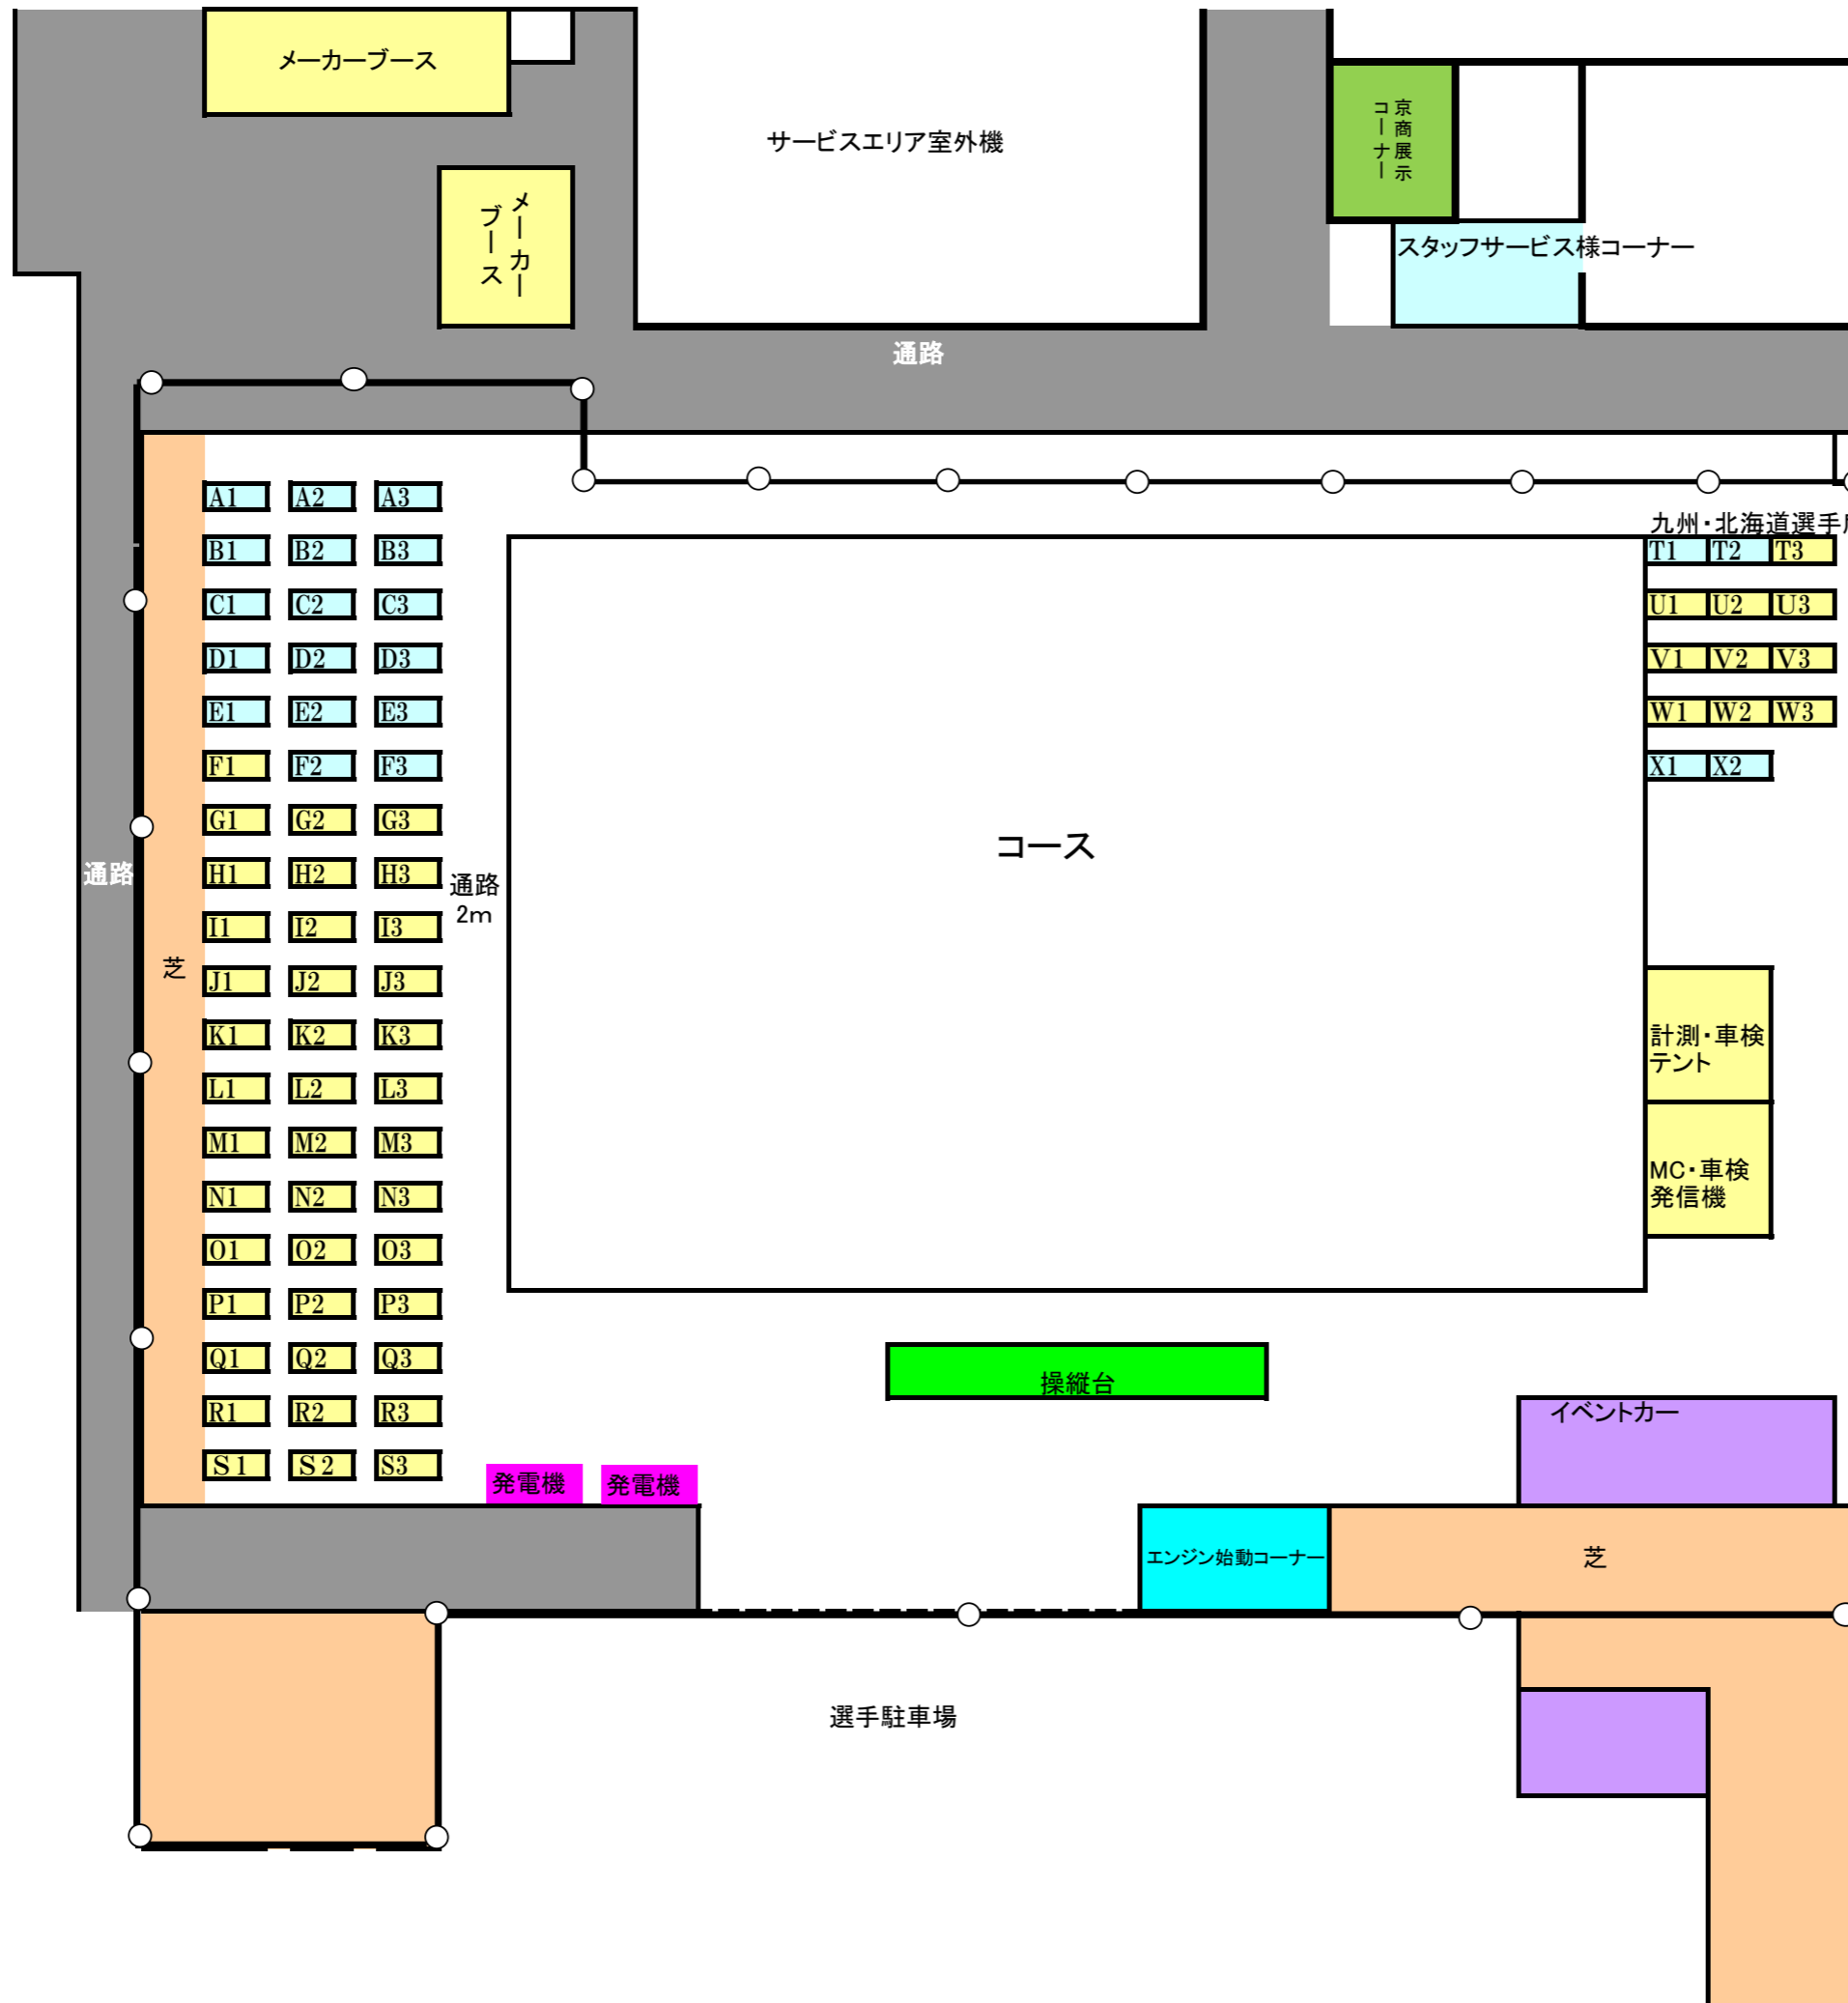 メーカーブース
サービスエリア室外機
京商展示
コーナー
メーカー
ブース
スタッフサービス様コーナー
通路
九州・北海道選手
A1 A2 A3
B1 B2 B3 T1 T2 T3
C1 C2 C3 U1 U2 U3
D1 D2 D3 V1 V2 V3
E1 E2 E3 W1 W2 W3
F1 F2 F3 X1 X2
G1 G2 G3
コース
通路
H1 H2 H3
通路
2m
I1 I2 I3
芝
J1 J2 J3
K1 K2 K3
計測・車検
テント
L1 L2 L3
M1 M2 M3
MC・車検
発信機
N1 N2 N3
O1 O2 O3
P1 P2 P3
Q1 Q2 Q3
操縦台
R1 R2 R3
イベントカー
S1 S2 S3
発電機 発電機
エンジン始動コーナー
芝
選手駐車場